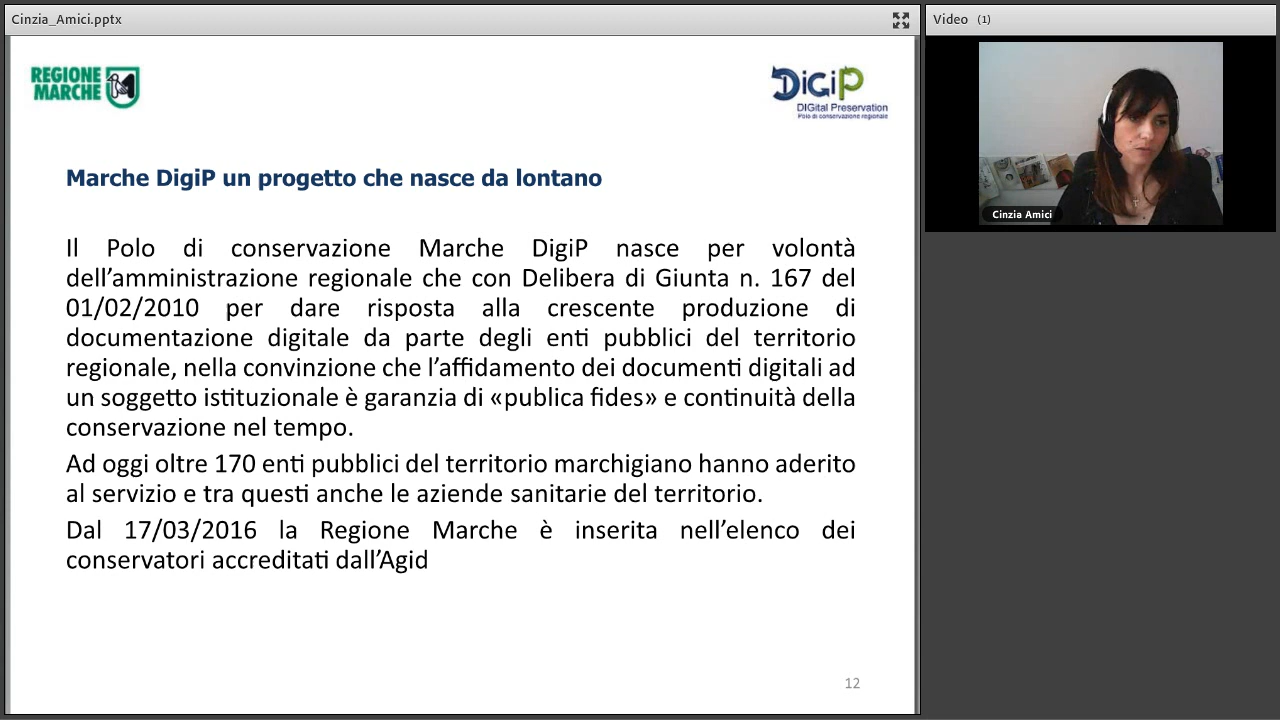 Cinzia_Amici.pptx
Video (1)
REGIONE
MARCHE
DiGiP
DIGital Preservation
Polo di conservazione regionale
Cinzia Amici
Marche DigiP un progetto che nasce da lontano
Il Polo di conservazione Marche DigiP nasce per volontà
dell’amministrazione regionale che con Delibera di Giunta n. 167 del
01/02/2010 per dare risposta alla crescente produzione di
documentazione digitale da parte degli enti pubblici del territorio
regionale, nella convinzione che l’affidamento dei documenti digitali ad
un soggetto istituzionale è garanzia di «publica fides» e continuità della
conservazione nel tempo.
Ad oggi oltre 170 enti pubblici del territorio marchigiano hanno aderito
al servizio e tra questi anche le aziende sanitarie del territorio.
Dal 17/03/2016 la Regione Marche è inserita nell’elenco dei
conservatori accreditati dall’Agid
12